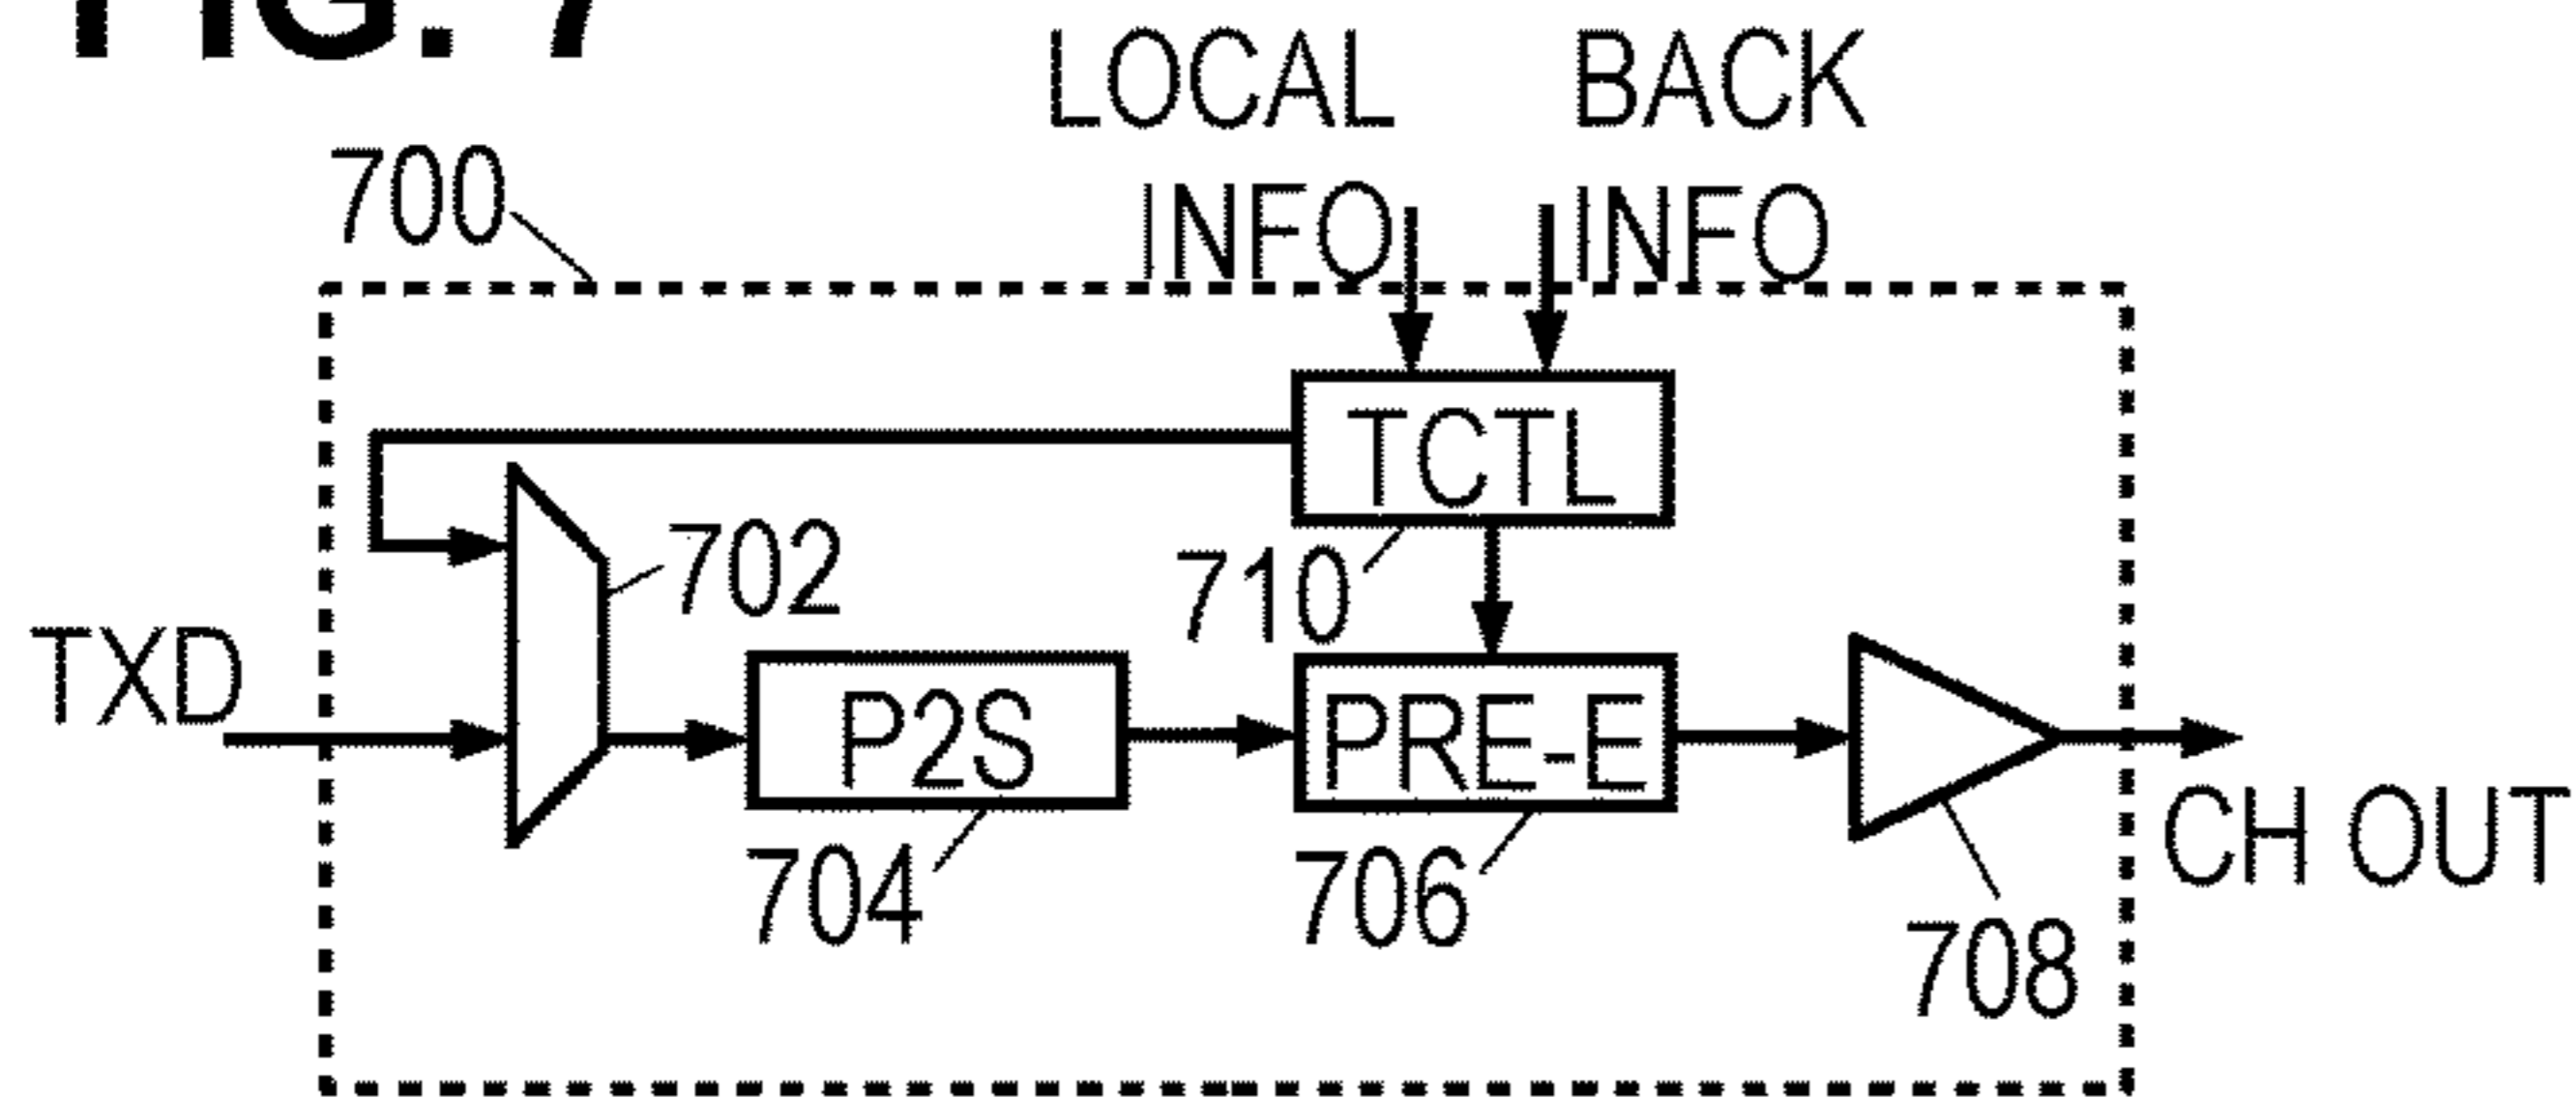 FIG. 7
LOCAL BACK
INFO INFO
700
TCTL
702
710
TXD
P2S
PRE-E
CH OUT
704
706
708